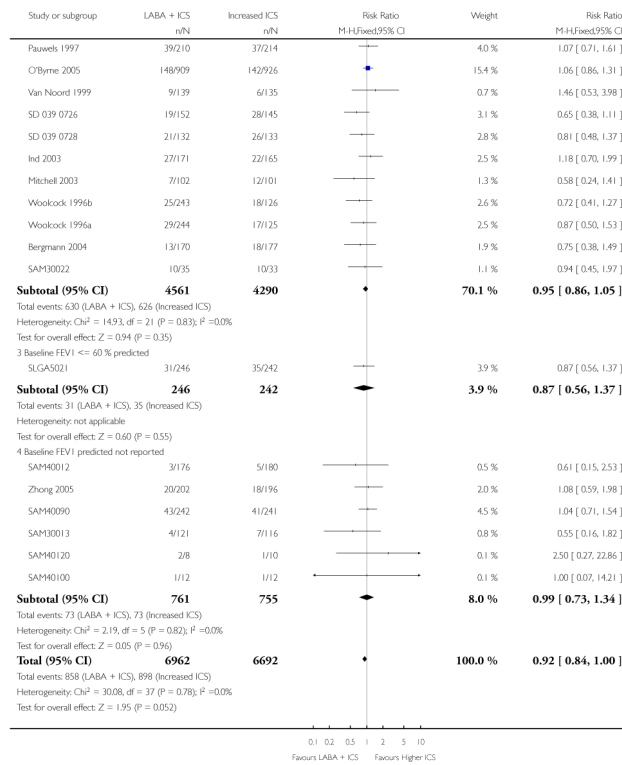 Study or subgroup LABA + ICS Increased ICS Risk Ratio Weight Risk Ratio
n/N n/N M-H,Fixed,95% CI M-H,Fixed,95% CI
Pauwels 1997 39/210 37/214 4.0 % 1.07 [ 0.71, 1.61 ]
O'Byrne 2005 148/909 142/926 15.4 % 1.06 [ 0.86, 1.31 ]
Van Noord 1999 9/139 6/135 0.7 % 1.46 [ 0.53, 3.98 ]
SD 039 0726 19/152 28/145 3.1 % 0.65 [ 0.38, 1.11 ]
SD 039 0728 21/132 26/133 2.8 % 0.81 [ 0.48, 1.37 ]
Ind 2003 27/171 22/165 2.5 % 1.18 [ 0.70, 1.99 ]
Mitchell 2003 7/102 12/101 1.3 % 0.58 [ 0.24, 1.41 ]
Woolcock 1996b 25/243 18/126 2.6 % 0.72 [ 0.41, 1.27 ]
Woolcock 1996a 29/244 17/125 2.5 % 0.87 [ 0.50, 1.53 ]
Bergmann 2004 13/170 18/177 1.9 % 0.75 [ 0.38, 1.49 ]
SAM30022 10/35 10/33 1.1 % 0.94 [ 0.45, 1.97 ]
Subtotal (95% CI) 4561 4290 70.1 % 0.95 [ 0.86, 1.05 ]
Total events: 630 (LABA + ICS), 626 (Increased ICS)
Heterogeneity: Chi² = 14.93, df = 21 (P = 0.83); I² =0.0%
Test for overall effect: Z = 0.94 (P = 0.35)
3 Baseline FEV1 <= 60 % predicted
SLGA5021 31/246 35/242 3.9 % 0.87 [ 0.56, 1.37 ]
Subtotal (95% CI) 246 242 3.9 % 0.87 [ 0.56, 1.37 ]
Total events: 31 (LABA + ICS), 35 (Increased ICS)
Heterogeneity: not applicable
Test for overall effect: Z = 0.60 (P = 0.55)
4 Baseline FEV1 predicted not reported
SAM40012 3/176 5/180 0.5 % 0.61 [ 0.15, 2.53 ]
Zhong 2005 20/202 18/196 2.0 % 1.08 [ 0.59, 1.98 ]
SAM40090 43/242 41/241 4.5 % 1.04 [ 0.71, 1.54 ]
SAM30013 4/121 7/116 0.8 % 0.55 [ 0.16, 1.82 ]
SAM40120 2/8 1/10 0.1 % 2.50 [ 0.27, 22.86 ]
SAM40100 1/12 1/12 0.1 % 1.00 [ 0.07, 14.21 ]
Subtotal (95% CI) 761 755 8.0 % 0.99 [ 0.73, 1.34 ]
Total events: 73 (LABA + ICS), 73 (Increased ICS)
Heterogeneity: Chi² = 2.19, df = 5 (P = 0.82); I² =0.0%
Test for overall effect: Z = 0.05 (P = 0.96)
Total (95% CI) 6962 6692 100.0 % 0.92 [ 0.84, 1.00 ]
Total events: 858 (LABA + ICS), 898 (Increased ICS)
Heterogeneity: Chi² = 30.08, df = 37 (P = 0.78); I² =0.0%
Test for overall effect: Z = 1.95 (P = 0.052)
0.1 0.2 0.5 1 2 5 10
Favours LABA + ICS Favours Higher ICS